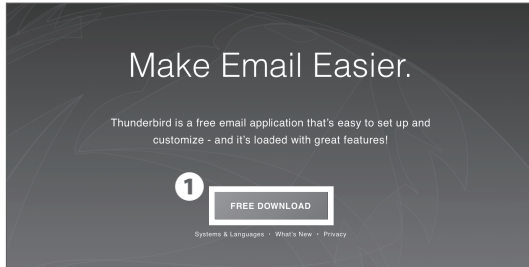 Make Email Easier.
Thunderbird is a free email application that's easy to set up and
customize - and it's loaded with great features!
1
FREE DOWNLOAD
Systems & Languages • What's New • Privacy